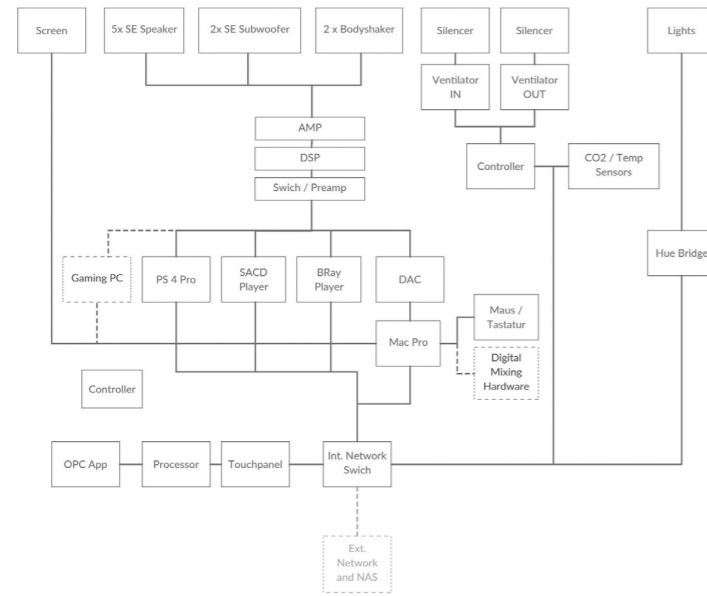 Screen
5x SE Speaker
2x SE Subwoofer
2 x Bodyshaker
Silencer
Silencer
Lights
Ventilator
IN
Ventilator
OUT
AMP
DSP
Swich / Preamp
Controller
CO2 / Temp
Sensors
Gaming PC
PS 4 Pro
SACD
Player
BRay
Player
DAC
Hue Bridge
Mac Pro
Maus /
Tastatur
Digital
Mixing
Hardware
Controller
OPC App
Processor
Touchpanel
Int. Network
Swich
Ext.
Network
and NAS